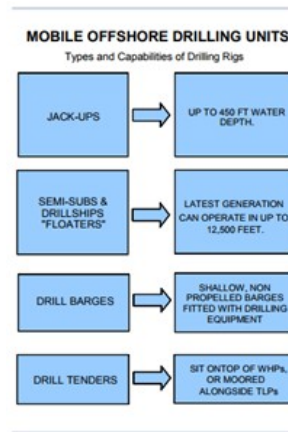 MOBILE OFFSHORE DRILLING UNITS
Types and Capabilities of Drilling Rigs
JACK-UPS
UP TO 450 FT WATER
DEPTH.
SEMI-SUBS &
DRILLSHIPS
"FLOATERS"
LATEST GENERATION
CAN OPERATE IN UP TO
12,500 FEET.
DRILL BARGES
SHALLOW, NON
PROPELLED BARGES
FITTED WITH DRILLING
EQUIPMENT
DRILL TENDERS
SIT ONTOP OF WHPs,
OR MOORED
ALONGSIDE TLPs